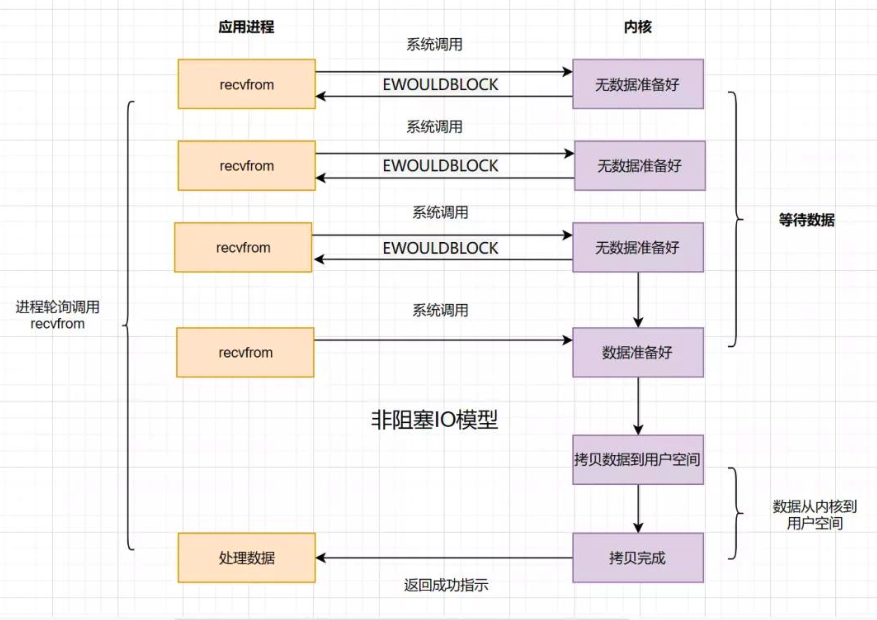 应用进程
内核
系统调用
recvfrom
EWOULDBLOCK
无数据准备好
系统调用
recvfrom
EWOULDBLOCK
无数据准备好
等待数据
系统调用
recvfrom
EWOULDBLOCK
无数据准备好
进程轮询调用
recvfrom
系统调用
recvfrom
数据准备好
非阻塞IO模型
拷贝数据到用户空间
数据从内核到
用户空间
处理数据
拷贝完成
返回成功指示